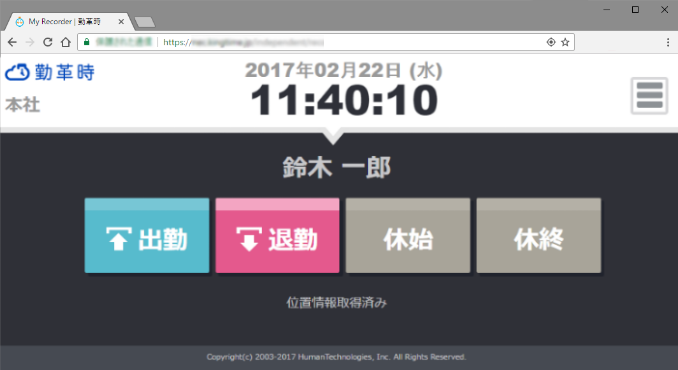 My Recorder | 勤革時
https://
勤革時
本社
2017年02月22日 (水)
11:40:10
鈴木 一郎
出勤
退勤
休始
休終
位置情報取得済み
Copyright(c) 2003-2017 HumanTechnologies, Inc. All Rights Reserved.